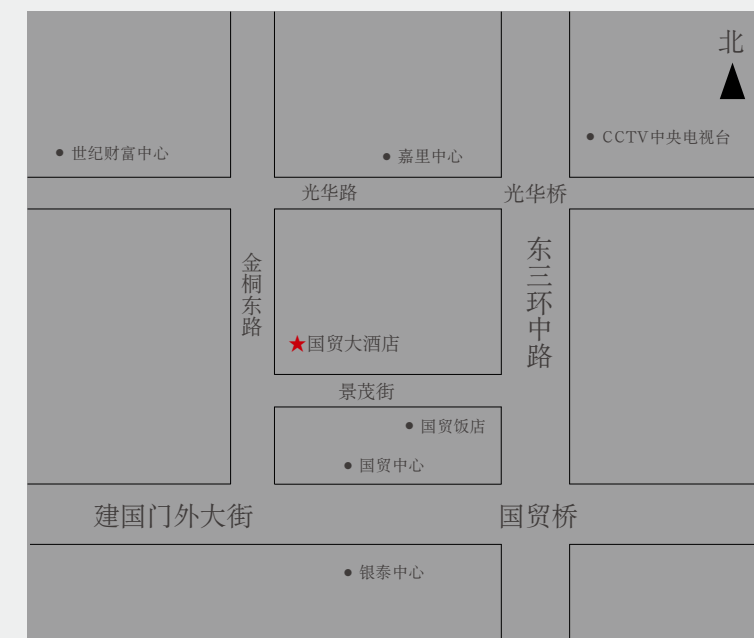 北
CCTV中央电视台
世纪财富中心
嘉里中心
光华路
光华桥
金桐东路
东三环中路
★国贸大酒店
景茂街
国贸饭店
国贸中心
建国门外大街
国贸桥
银泰中心